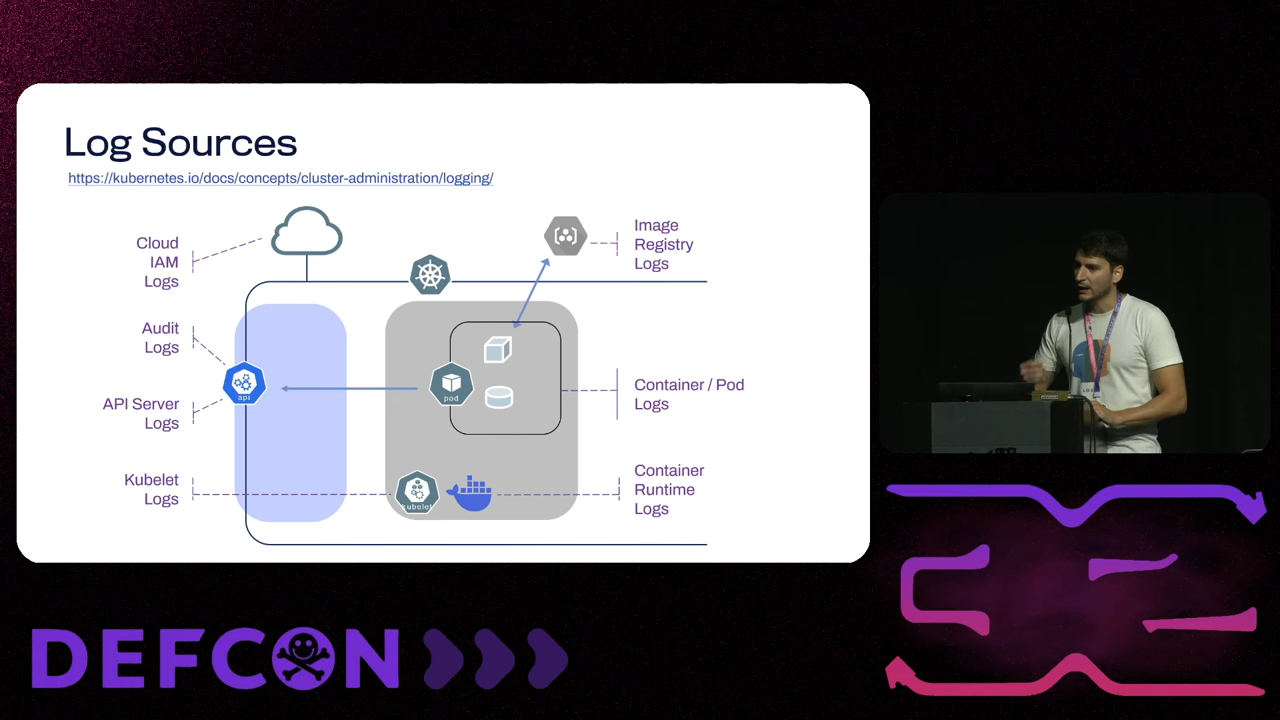 Log Sources
https://kubernetes.io/docs/concepts/cluster-administration/logging/
Cloud
IAM
Logs
Image
Registry
Logs
Audit
Logs
api
API Server
Logs
pod
Container / Pod
Logs
Kubelet
Logs
kubelet
Container
Runtime
Logs
DEFCON